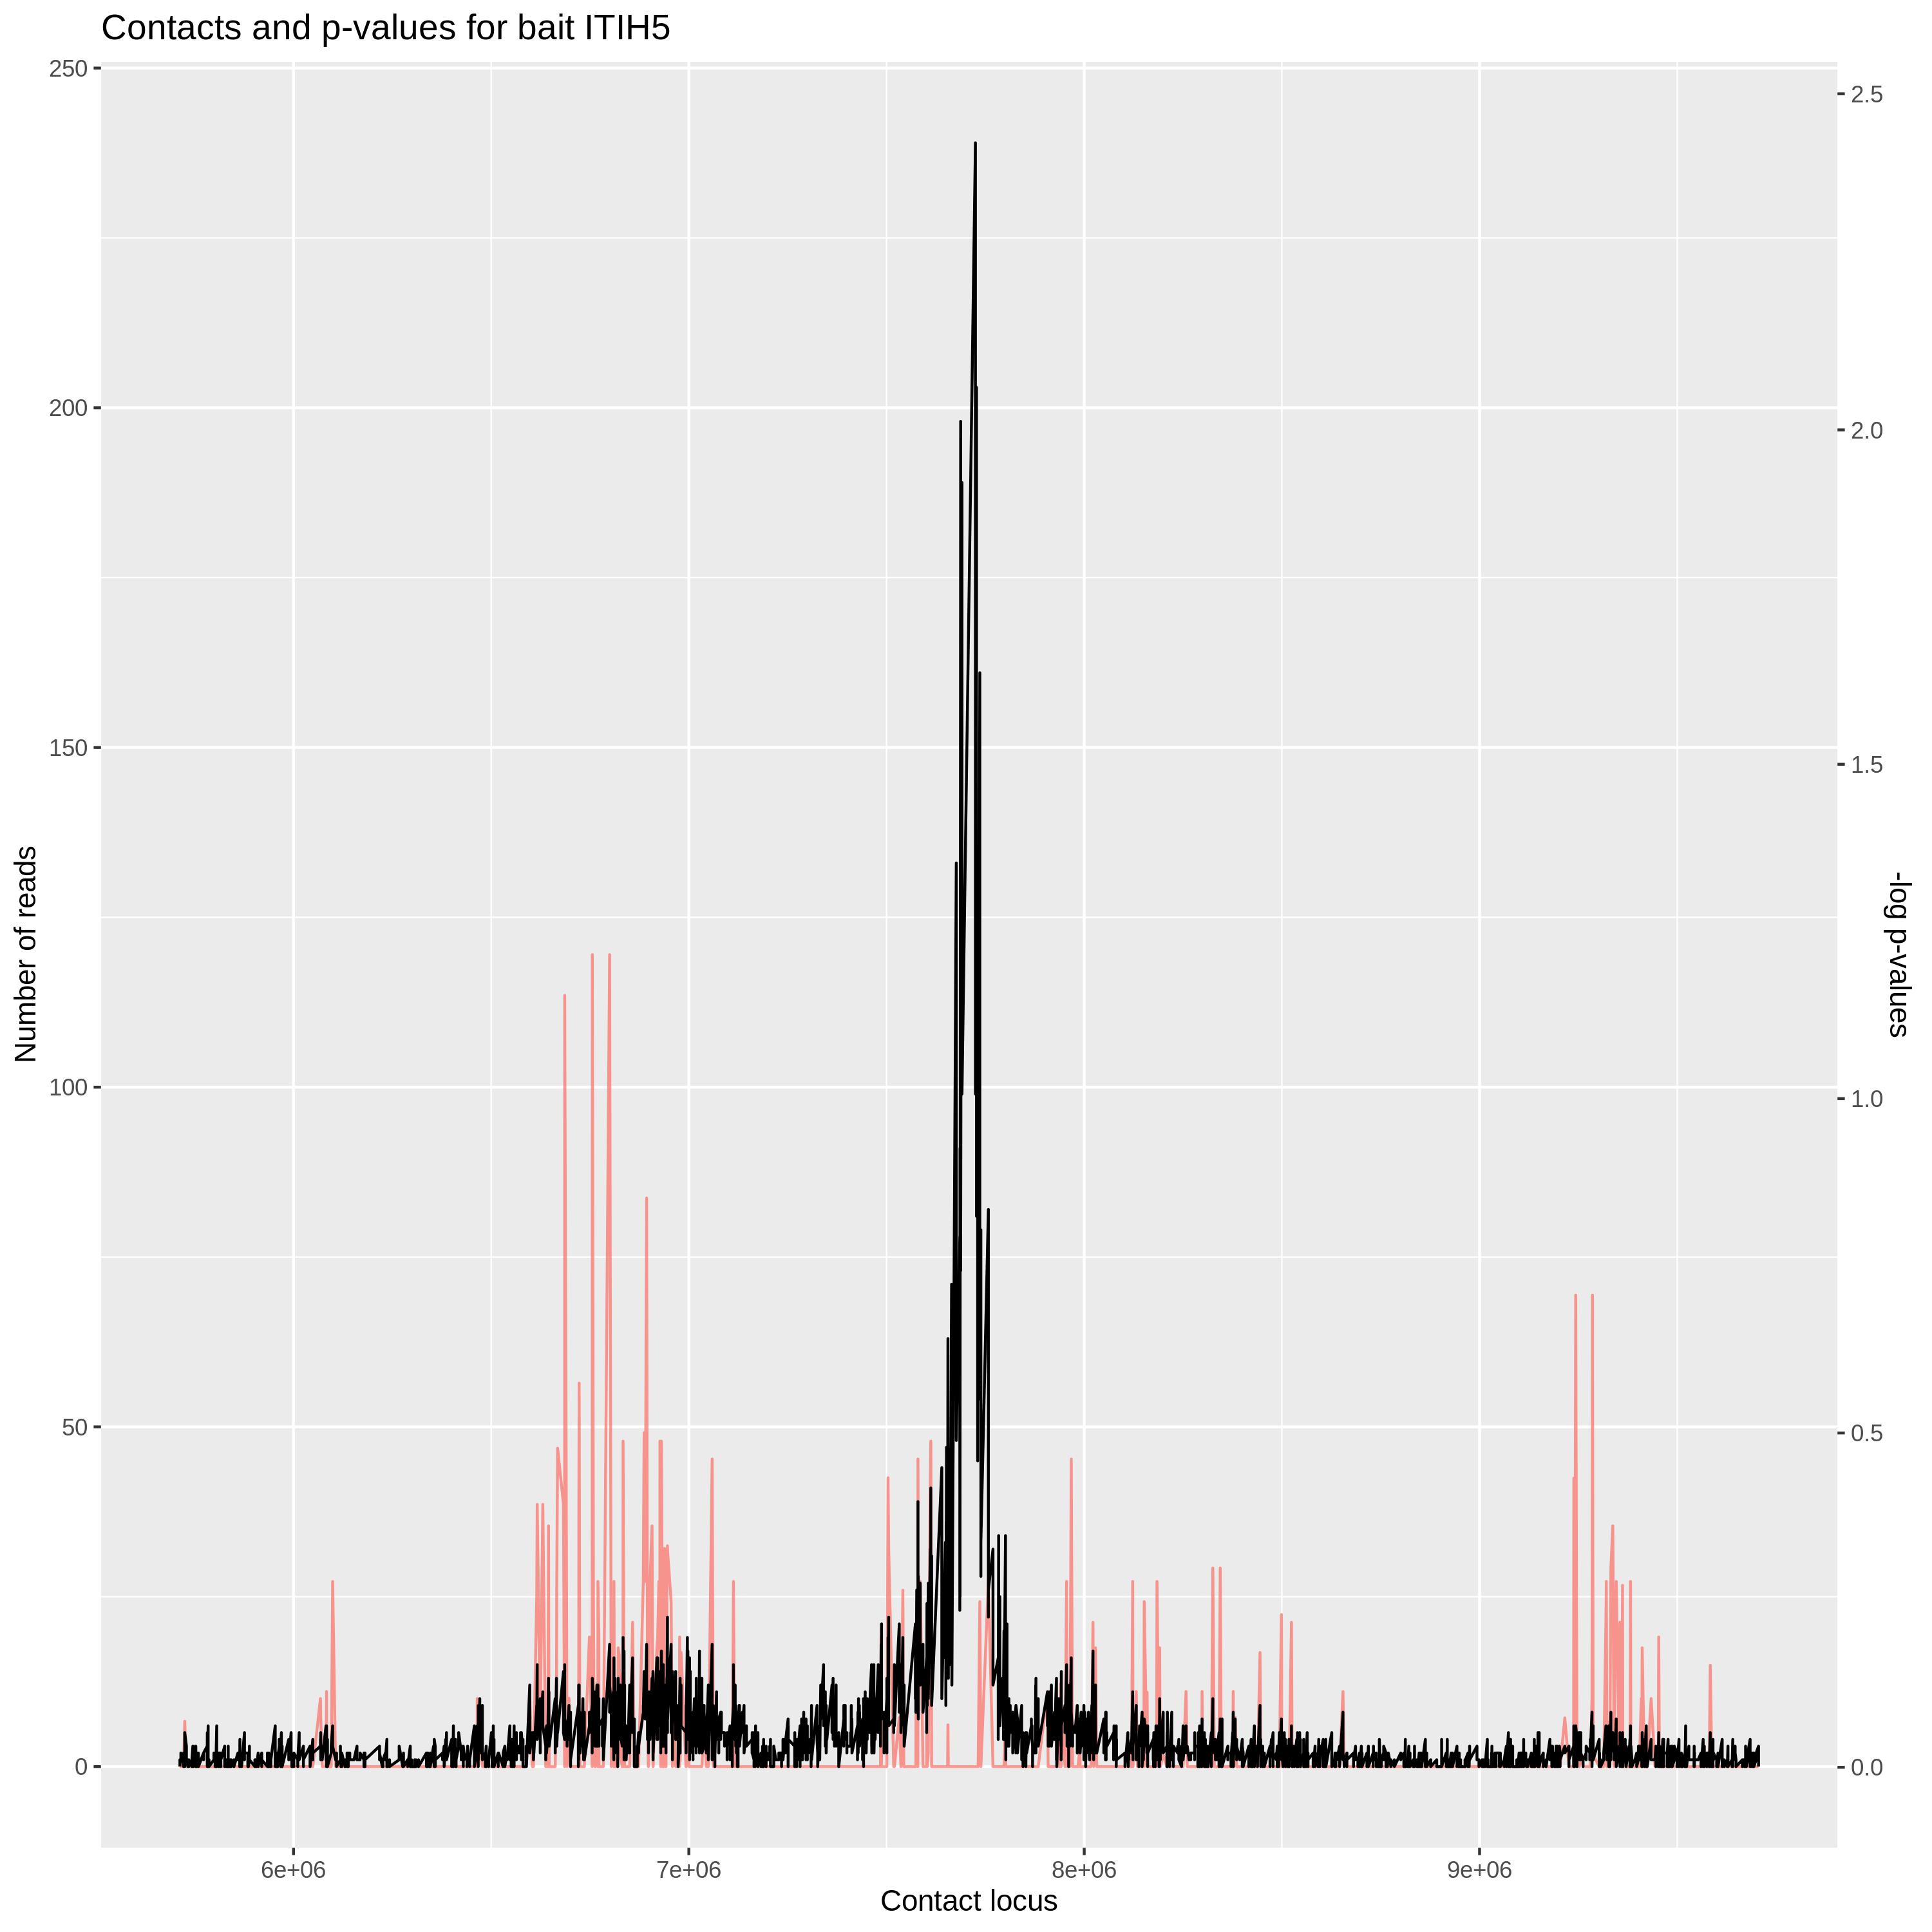 Contacts and p-values for bait ITIH5
250
200
150
100
50
0
Number of reads
2.5
2.0
1.5
1.0
0.5
0.0
-log p-values
6e+06
7e+06
8e+06
9e+06
Contact locus